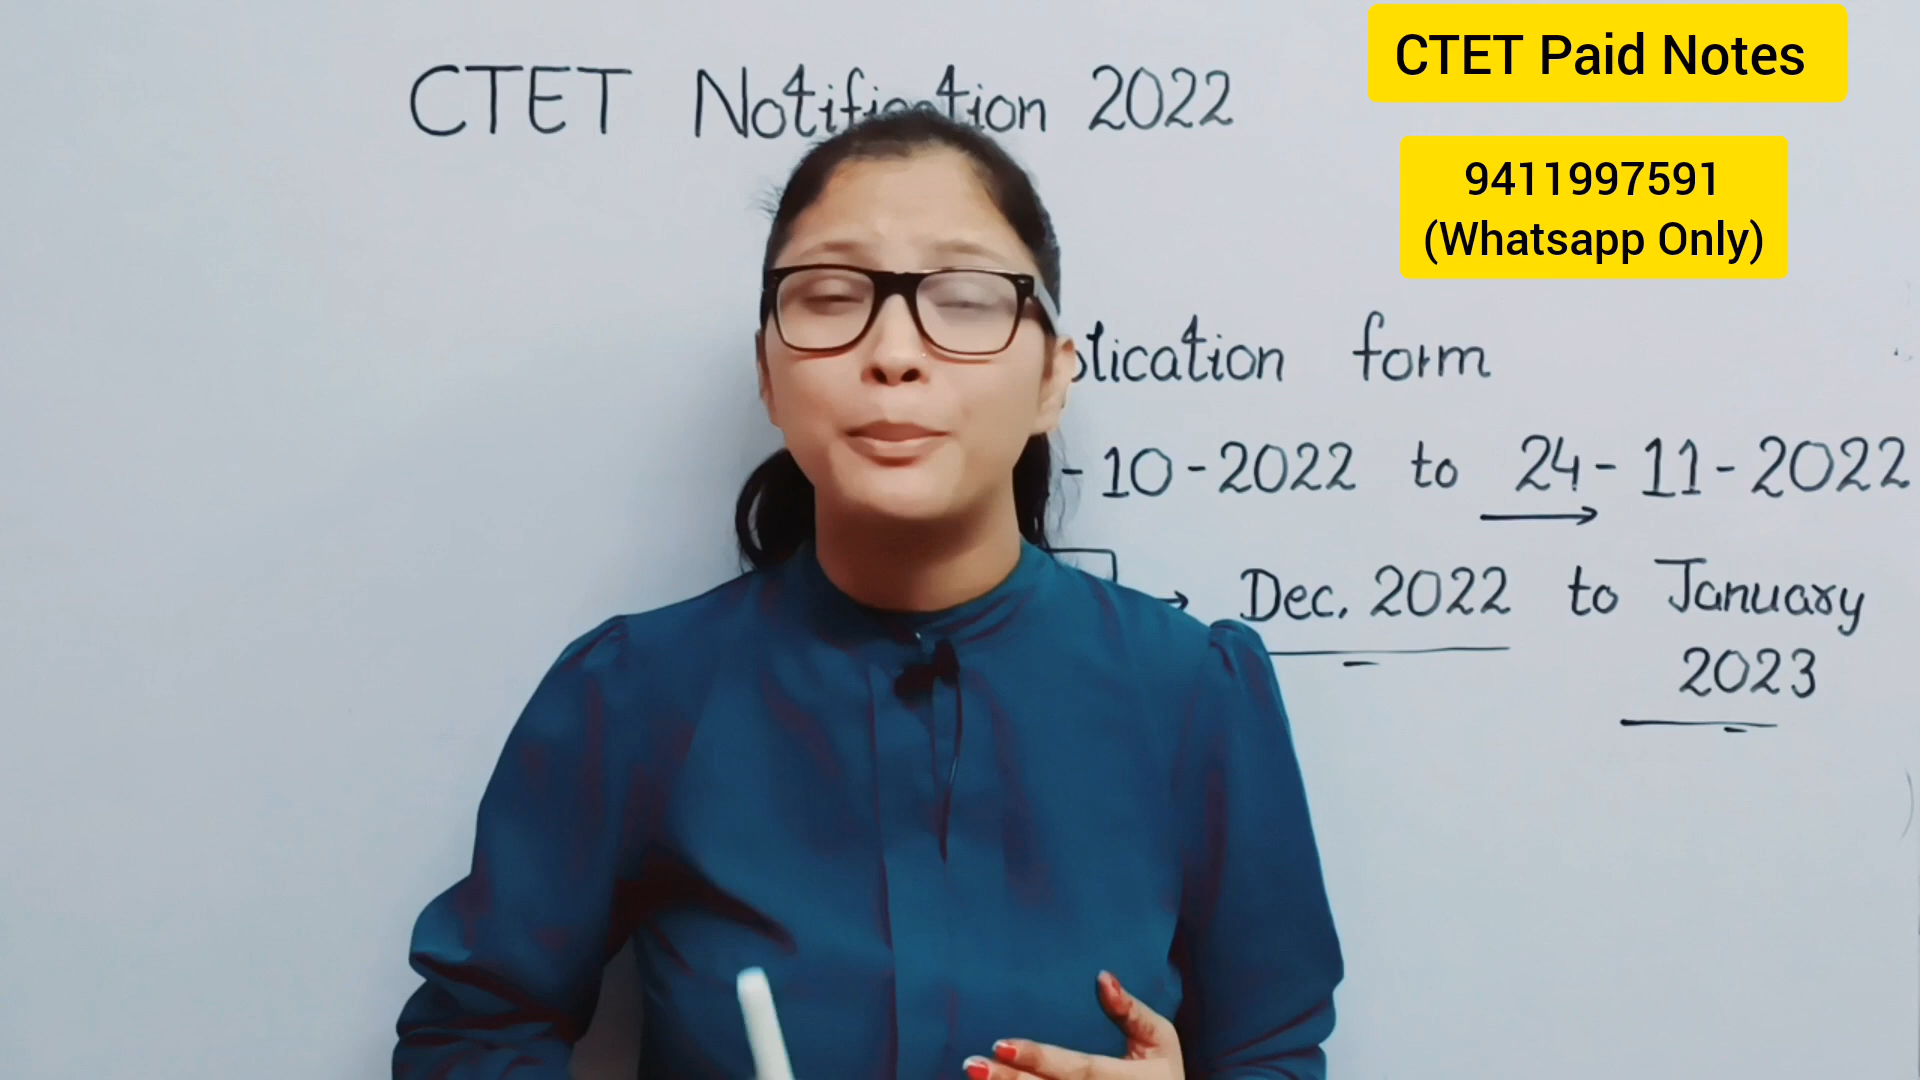 CTET Paid Notes
CTET Notification 2022
9411997591
(Whatsapp Only)
form
-10-2022 to 24-11-2022
Dec. 2022 to January
2023